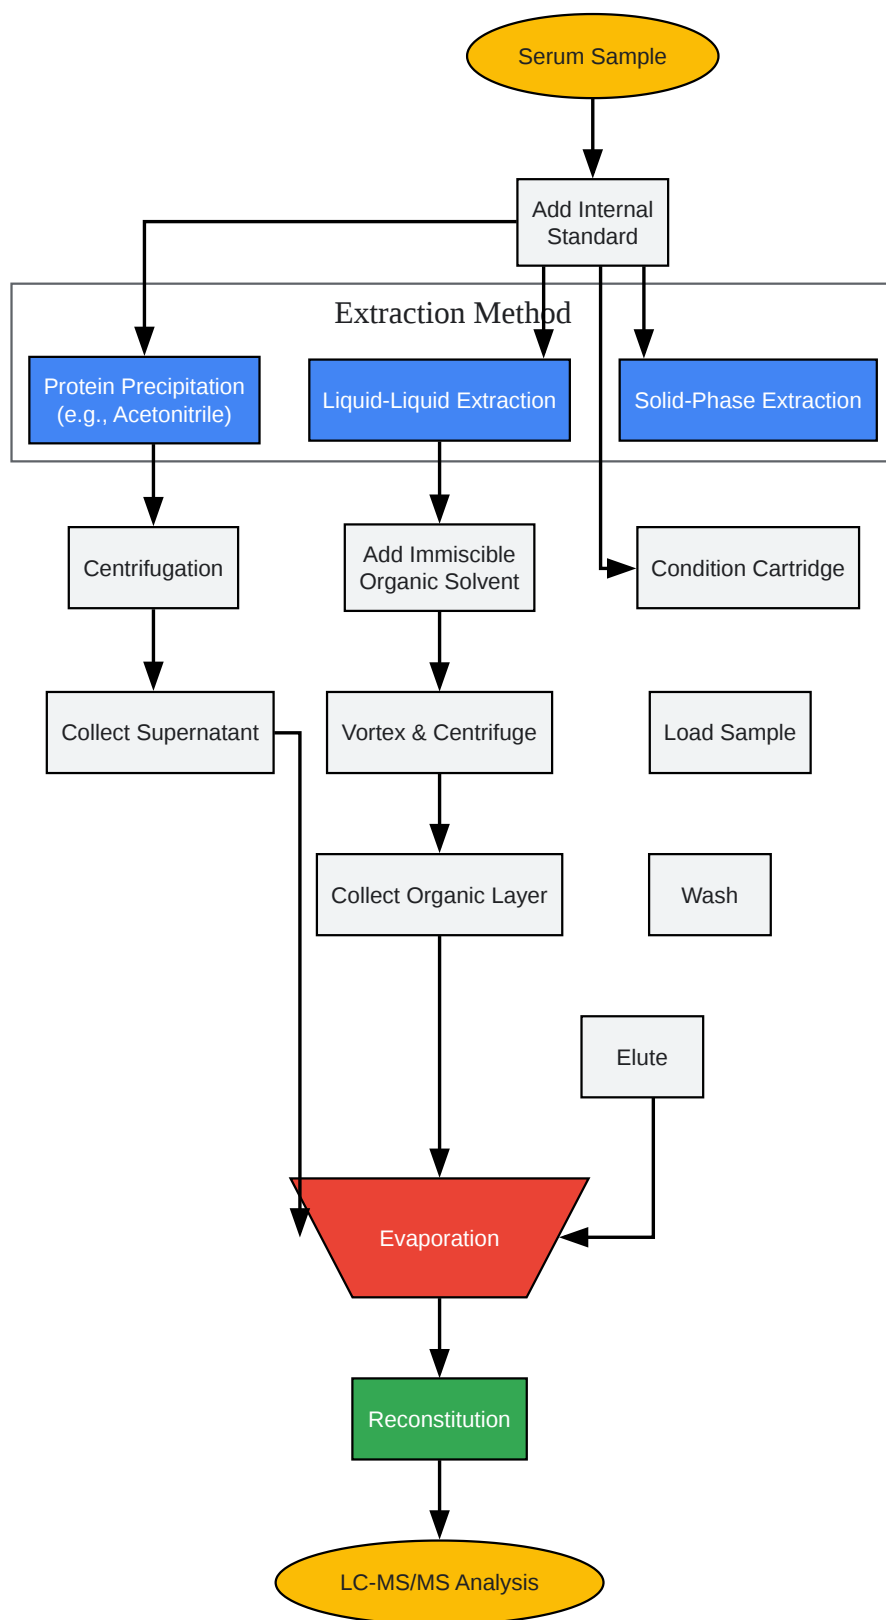 Serum Sample
Add Internal
Standard
Extraction Method
Protein Precipitation
(e.g., Acetonitrile)
Liquid-Liquid Extraction
Solid-Phase Extraction
Centrifugation
Add Immiscible
Organic Solvent
Condition Cartridge
Collect Supernatant
Vortex & Centrifuge
Load Sample
Collect Organic Layer
Wash
Elute
Evaporation
Reconstitution
LC-MS/MS Analysis